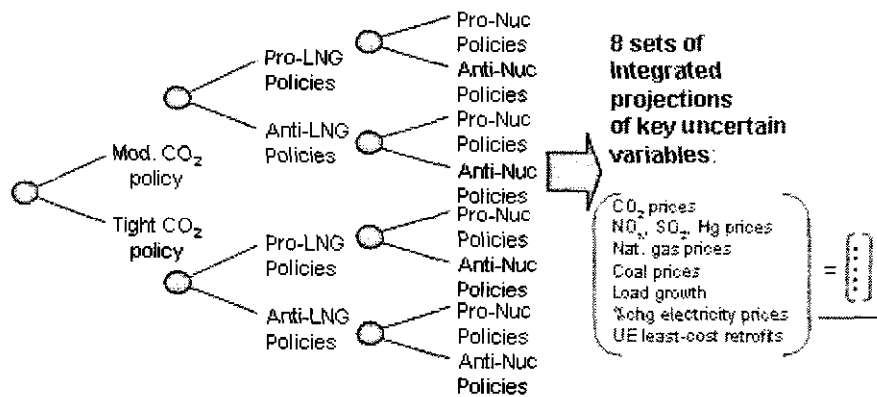 Mod. CO2
policy
Tight CO2
policy
Pro-LNG
Policies
Anti-LNG
Policies
Pro-LNG
Policies
Anti-LNG
Policies
Pro-Nuc
Policies
Anti-Nuc
Policies
Pro-Nuc
Policies
Anti-Nuc
Policies
Pro-Nuc
Policies
Anti-Nuc
Policies
Pro-Nuc
Policies
Anti-Nuc
Policies
8 sets of
integrated
projections
of key uncertain
variables:
CO2 prices
NOx, SO2, Hg prices
Nat. gas prices
Coal prices
Load growth
%chg electricity prices
UE least-cost retrofits
=